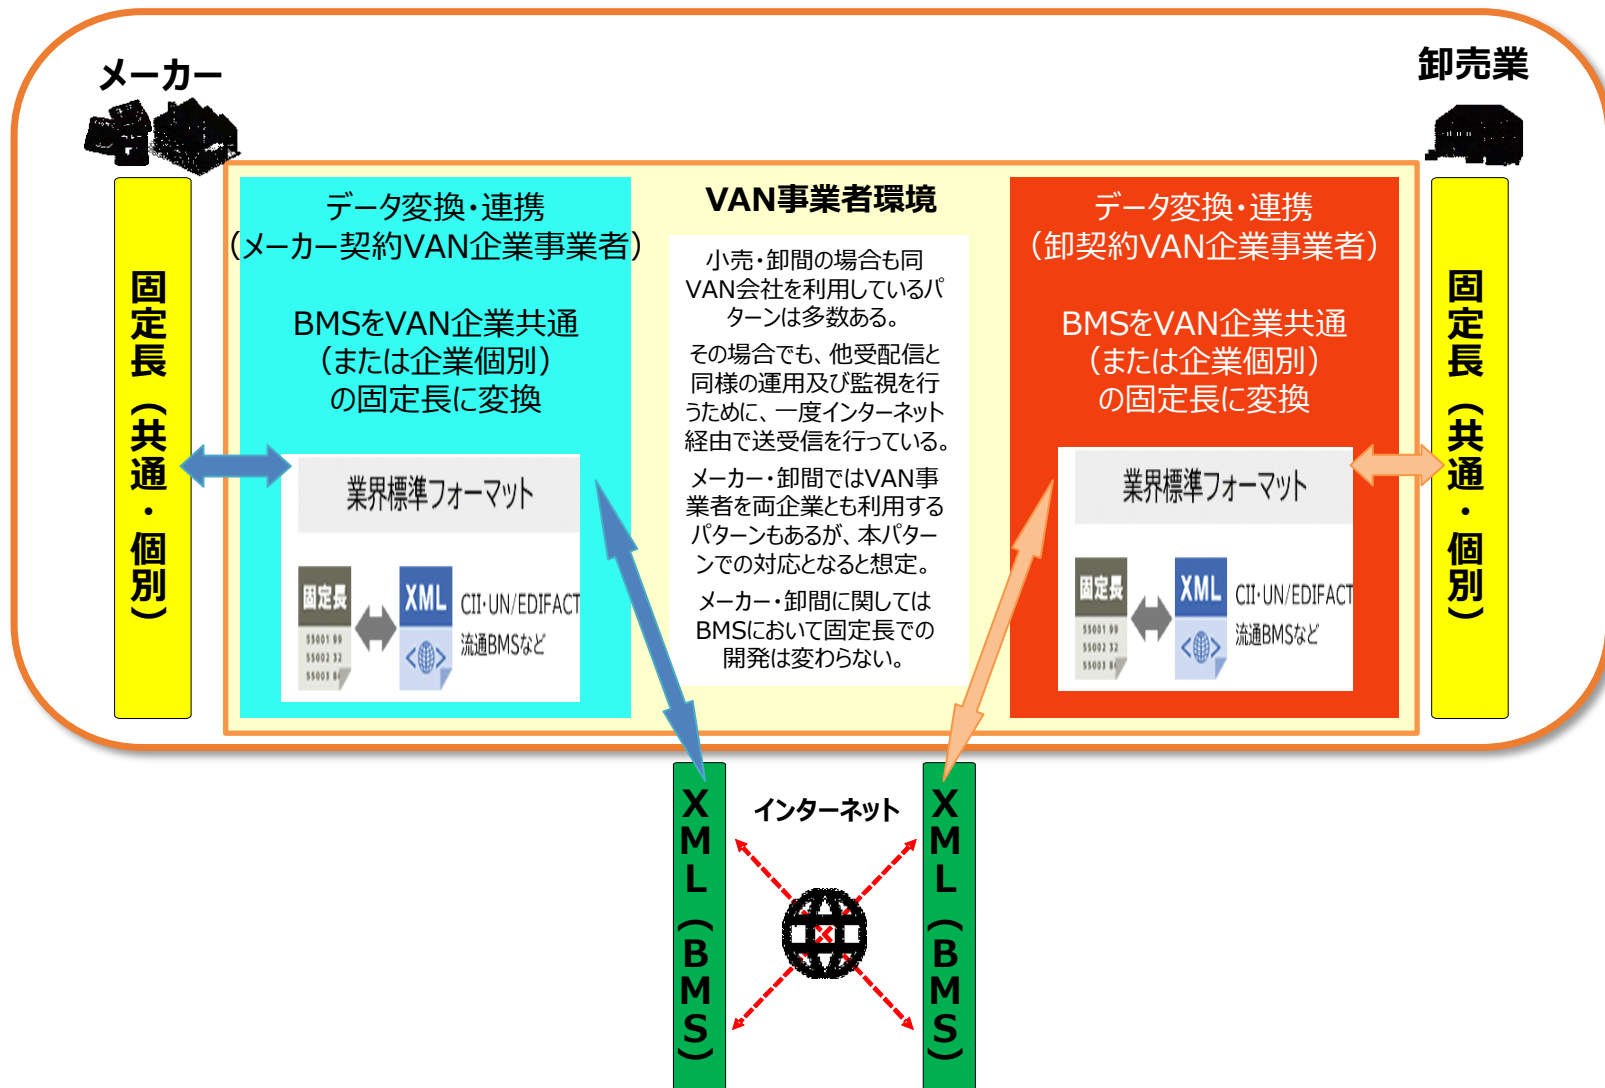 メーカー
卸売業
固定長（共通・個別）
データ変換・連携
（メーカー契約VAN企業事業者）
BMSをVAN企業共通
（または企業個別）
の固定長に変換
業界標準フォーマット
固定長
XML
CII・UN/EDIFACT
流通BMSなど
55001 99
55002 32
55003 8
VAN事業者環境
小売・卸間の場合も同
VAN会社を利用しているパ
ターンは多数ある。
その場合でも、他受配信と
同様の運用及び監視を行
うために、一度インターネット
経由で送受信を行っている。
メーカー・卸間ではVAN事
業者を両企業とも利用する
パターンもあるが、本パター
ンでの対応となると想定。
メーカー・卸間に関しては
BMSにおいて固定長での
開発は変わらない。
データ変換・連携
（卸契約VAN企業事業者）
BMSをVAN企業共通
（または企業個別）
の固定長に変換
業界標準フォーマット
固定長
XML
CII・UN/EDIFACT
流通BMSなど
55001 99
55002 32
55003 8
固定長（共通・個別）
XML（BMS）
インターネット
XML（BMS）